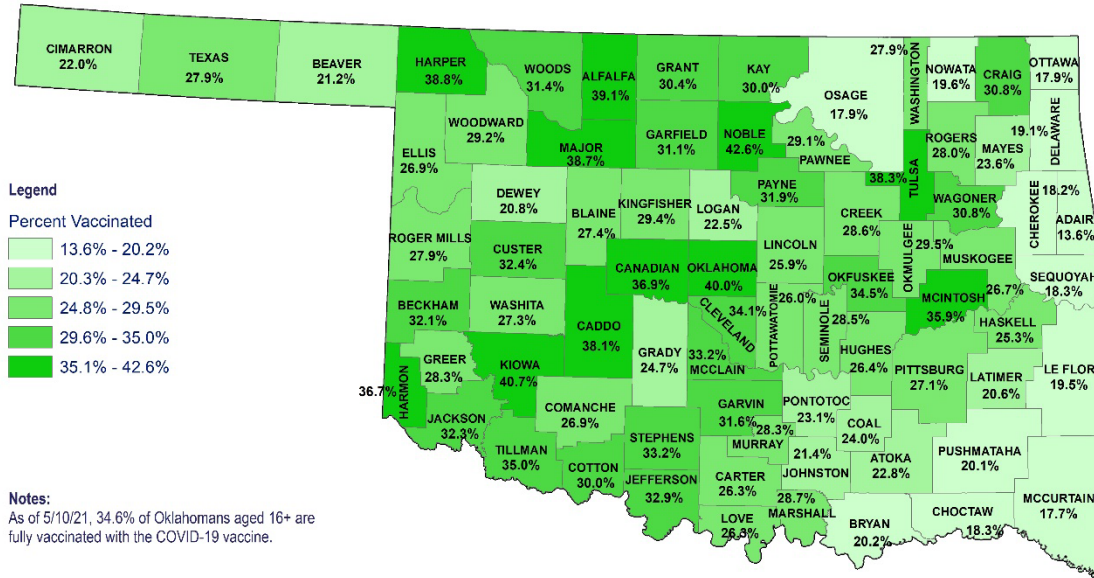 CIMARRON
22.0%
TEXAS
27.9%
BEAVER
21.2%
HARPER
38.8%
WOODS
31.4%
ALFALFA
39.1%
GRANT
30.4%
KAY
30.0%
OSAGE
17.9%
27.9%
WASHINGTON
NOWATA
19.6%
CRAIG
30.8%
OTTAWA
17.9%
ELLIS
26.9%
WOODWARD
29.2%
MAJOR
38.7%
GARFIELD
31.1%
NOBLE
42.6%
29.1%
PAWNEE
38.3%
TULSA
ROGERS
28.0%
MAYES
23.6%
19.1%
DELAWARE
Legend
Percent Vaccinated
13.6% - 20.2%
20.3% - 24.7%
24.8% - 29.5%
29.6% - 35.0%
35.1% - 42.6%
DEWEY
20.8%
BLAINE
27.4%
KINGFISHER
29.4%
LOGAN
22.5%
PAYNE
31.9%
CREEK
28.6%
WAGONER
30.8%
CHEROKEE
18.2%
ADAIR
13.6%
ROGER MILLS
27.9%
CUSTER
32.4%
CANADIAN
36.9%
OKLAHOMA
40.0%
LINCOLN
25.9%
OKFUSKEE
34.5%
OKMULGEE
29.5%
MUSKOGEE
26.7%
SEQUOYAH
18.3%
BECKHAM
32.1%
WASHITA
27.3%
CADDO
38.1%
GRADY
24.7%
34.1%
CLEVELAND
33.2%
MCCLAIN
POTTAWATOMIE
26.0%
SEMINOLE
28.5%
HUGHES
26.4%
MCINTOSH
35.9%
HASKELL
25.3%
PITTSBURG
27.1%
LATIMER
20.6%
LE FLOR
19.5%
36.7%
HARMON
GREER
28.3%
KIOWA
40.7%
JACKSON
32.3%
COMANCHE
26.9%
TILLMAN
35.0%
COTTON
30.0%
STEPHENS
33.2%
JEFFERSON
32.9%
GARVIN
31.6%
28.3%
MURRAY
PONTOTOC
23.1%
COAL
24.0%
21.4%
JOHNSTON
ATOKA
22.8%
PUSHMATAHA
20.1%
CARTER
26.3%
LOVE
26.3%
28.7%
MARSHALL
BRYAN
20.2%
CHOCTAW
18.3%
MCCURTAIN
17.7%
Notes:
As of 5/10/21, 34.6% of Oklahomans aged 16+ are
fully vaccinated with the COVID-19 vaccine.